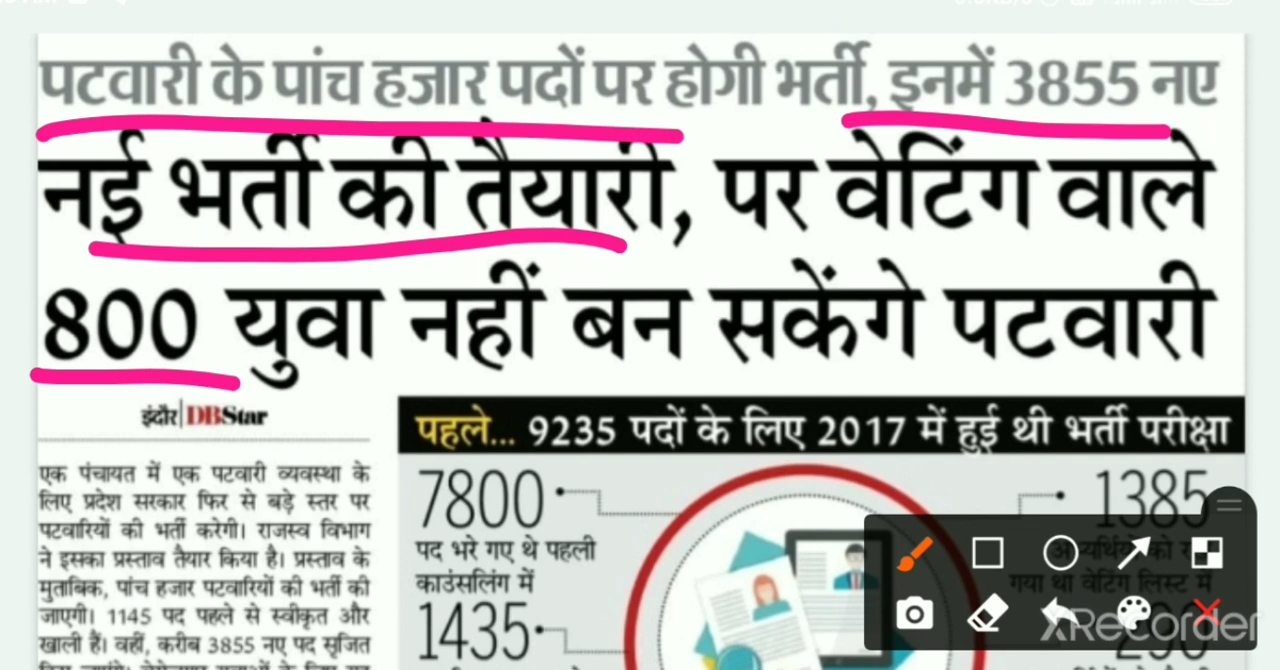 पटवारी के पांच हजार पदों पर होगी भर्ती, इनमें 3855 नए
नई भर्ती की तैयारी, पर वेटिंग वाले
800 युवा नहीं बन सकेंगे पटवारी
इंदौर|DBStar
एक पंचायत में एक पटवारी व्यवस्था के
लिए प्रदेश सरकार फिर से बड़े स्तर पर
पटवारियों की भर्ती करेगी। राजस्व विभाग
ने इसका प्रस्ताव तैयार किया है। प्रस्ताव के
मुताबिक, पांच हजार पटवारियों की भर्ती की
जाएगी। 1145 पद पहले से स्वीकृत और
खाली हैं। वहीं, करीब 3855 नए पद सृजित
पहले... 9235 पदों के लिए 2017 में हुई थी भर्ती परीक्षा
7800
पद भरे गए थे पहली
काउंसलिंग में
1435
1385
गया था वेटिंग लिस्ट में
XRecorder